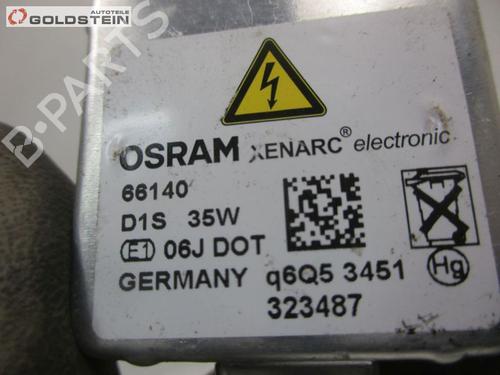 AUTOTEILE
GOLDSTEIN
B-PARTS
OSRAM XENARC® electronic
66140
D1S 35W
E1 06J DOT
GERMANY q6Q5 3451
Hg
323487